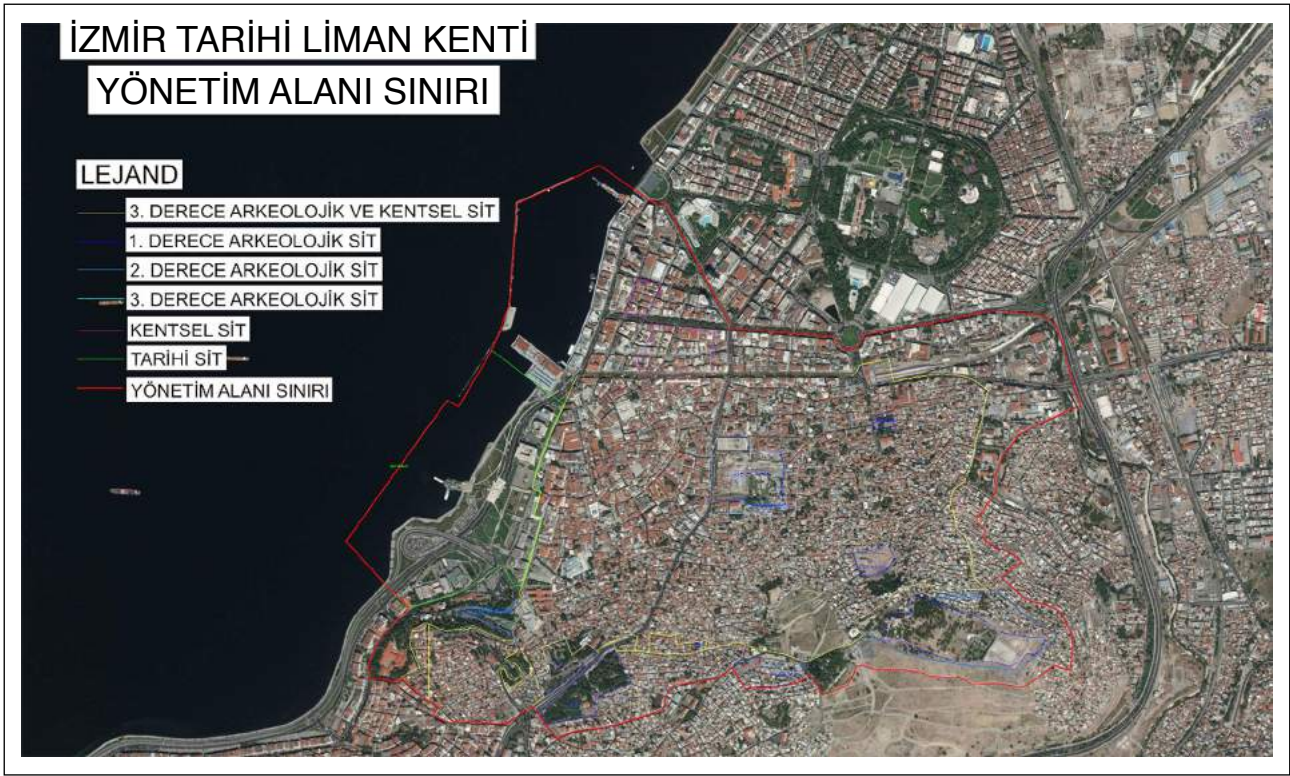 İZMİR TARİHİ LİMAN KENTİ
YÖNETİM ALANI SINIRI
LEJAND
3. DERECE ARKEOLOJİK VE KENTSEL SİT
1. DERECE ARKEOLOJİK SİT
2. DERECE ARKEOLOJİK SİT
3. DERECE ARKEOLOJİK SİT
KENTSEL SİT
TARİHİ SİT
YÖNETİM ALANI SINIRI